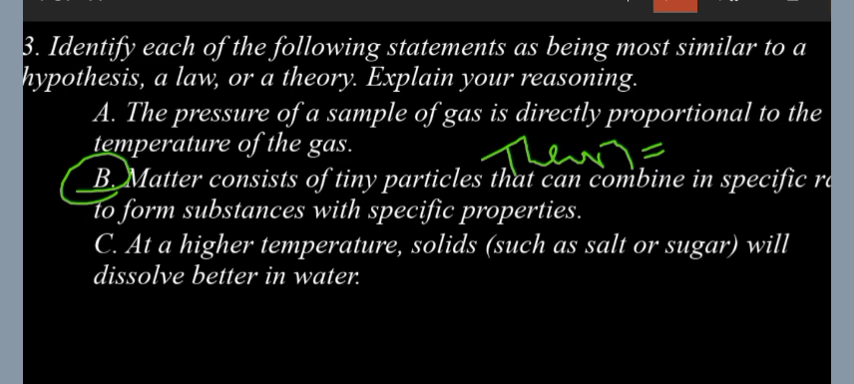 3. Identify each of the following statements as being most similar to a
hypothesis, a law, or a theory. Explain your reasoning.
A. The pressure of a sample of gas is directly proportional to the
temperature of the gas.
Theory =
B. Matter consists of tiny particles that can combine in specific
to form substances with specific properties.
C. At a higher temperature, solids (such as salt or sugar) will
dissolve better in water.